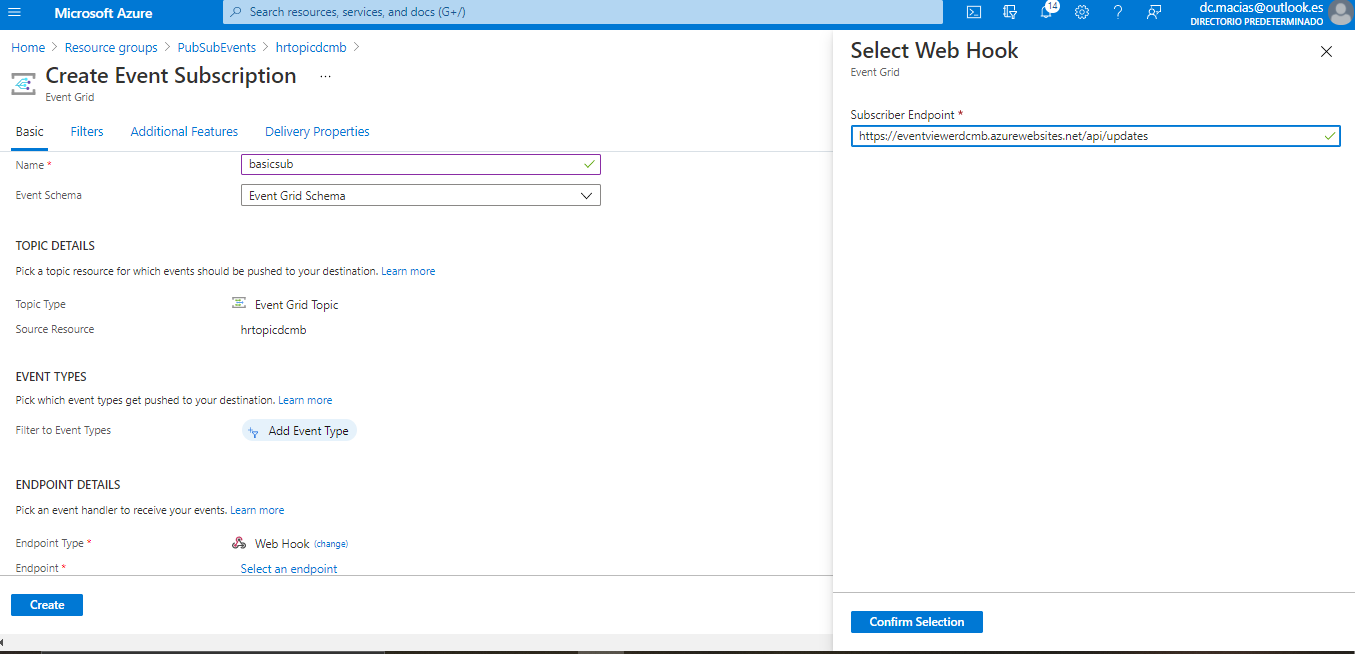 Microsoft Azure
Search resources, services, and docs (G+/)
14
dc.macias@outlook.es
DIRECTORIO PREDETERMINADO
Home > Resource groups > PubSubEvents > hrtopicdcmb >
Create Event Subscription ...
Event Grid
Basic Filters Additional Features Delivery Properties
Name *
basicsub
Event Schema
Event Grid Schema
TOPIC DETAILS
Pick a topic resource for which events should be pushed to your destination. Learn more
Topic Type
Event Grid Topic
Source Resource
hrtopicdcmb
EVENT TYPES
Pick which event types get pushed to your destination. Learn more
Filter to Event Types
Add Event Type
ENDPOINT DETAILS
Pick an event handler to receive your events. Learn more
Endpoint Type *
Web Hook (change)
Endpoint *
Select an endpoint
Create
Select Web Hook
Event Grid
Subscriber Endpoint *
https://eventviewerdcmb.azurewebsites.net/api/updates
Confirm Selection